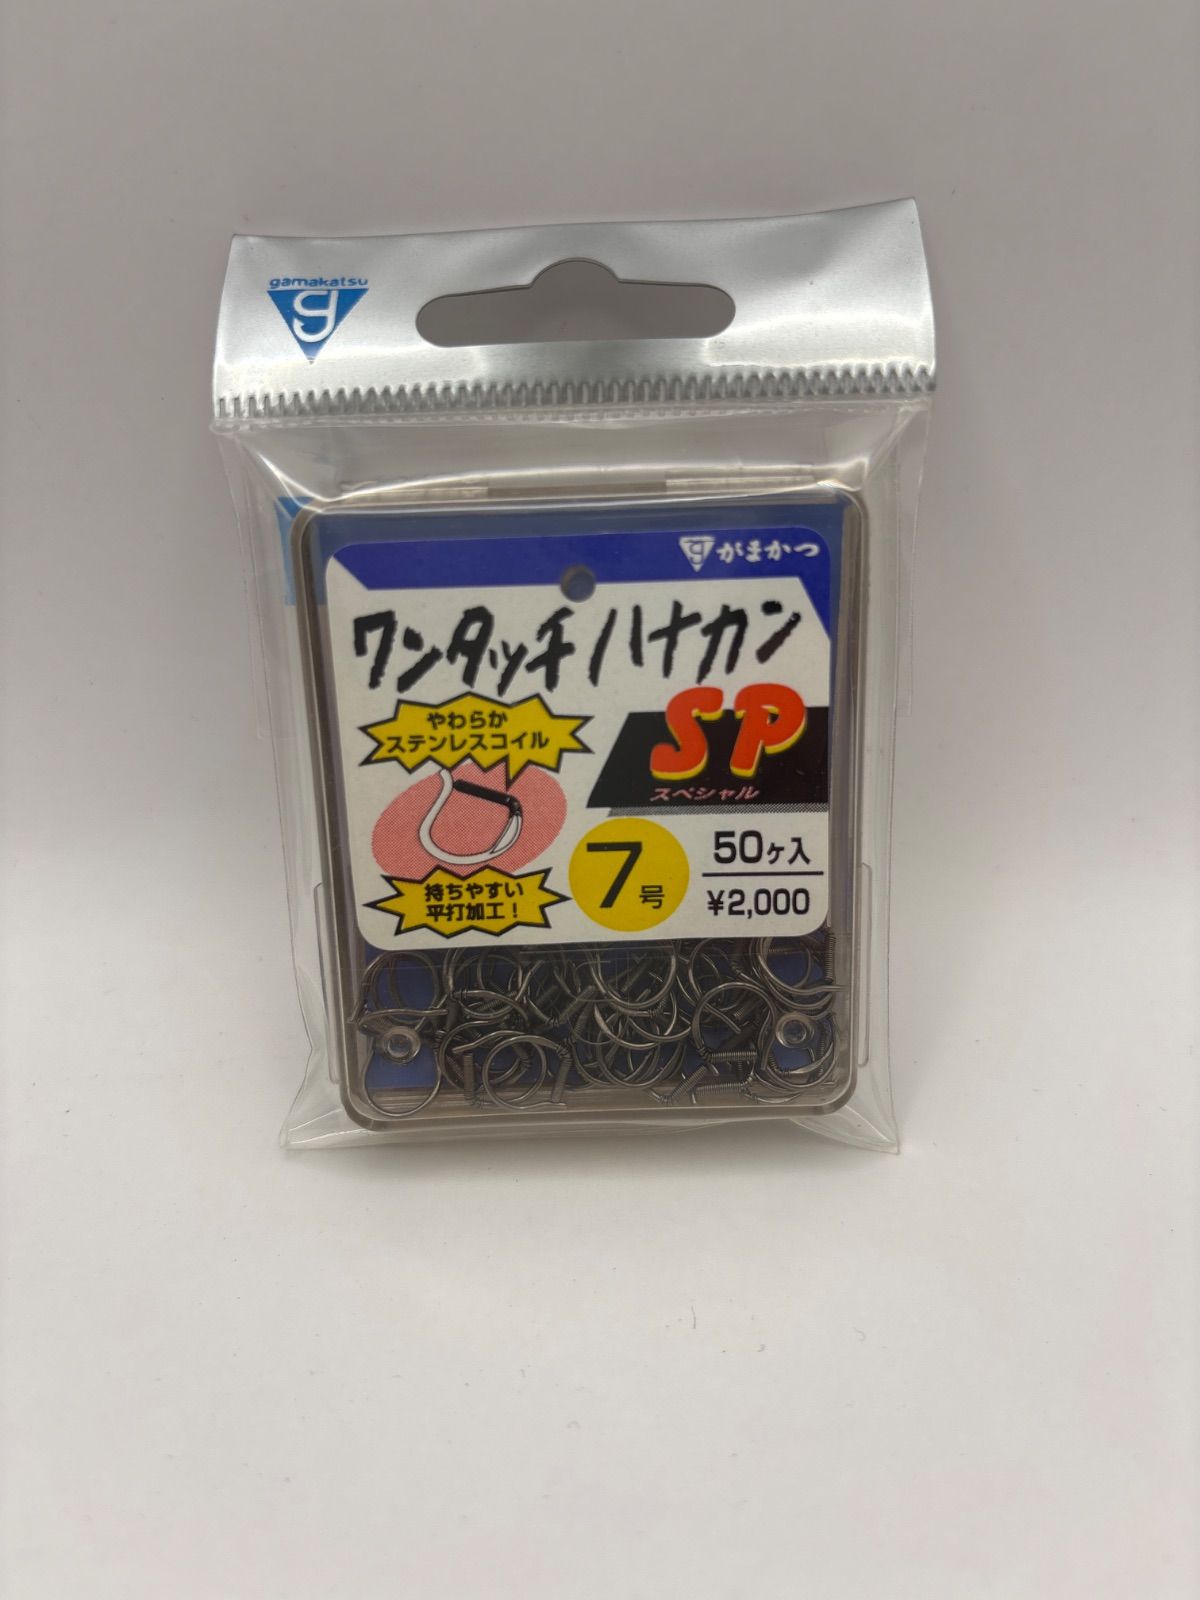 gamakatsu
g
g がまかつ
ワンタッチハナカン
SP
スペシャル
やわらか
ステンレスコイル
持ちやすい
平打加工!
7号
50ヶ入
¥2,000